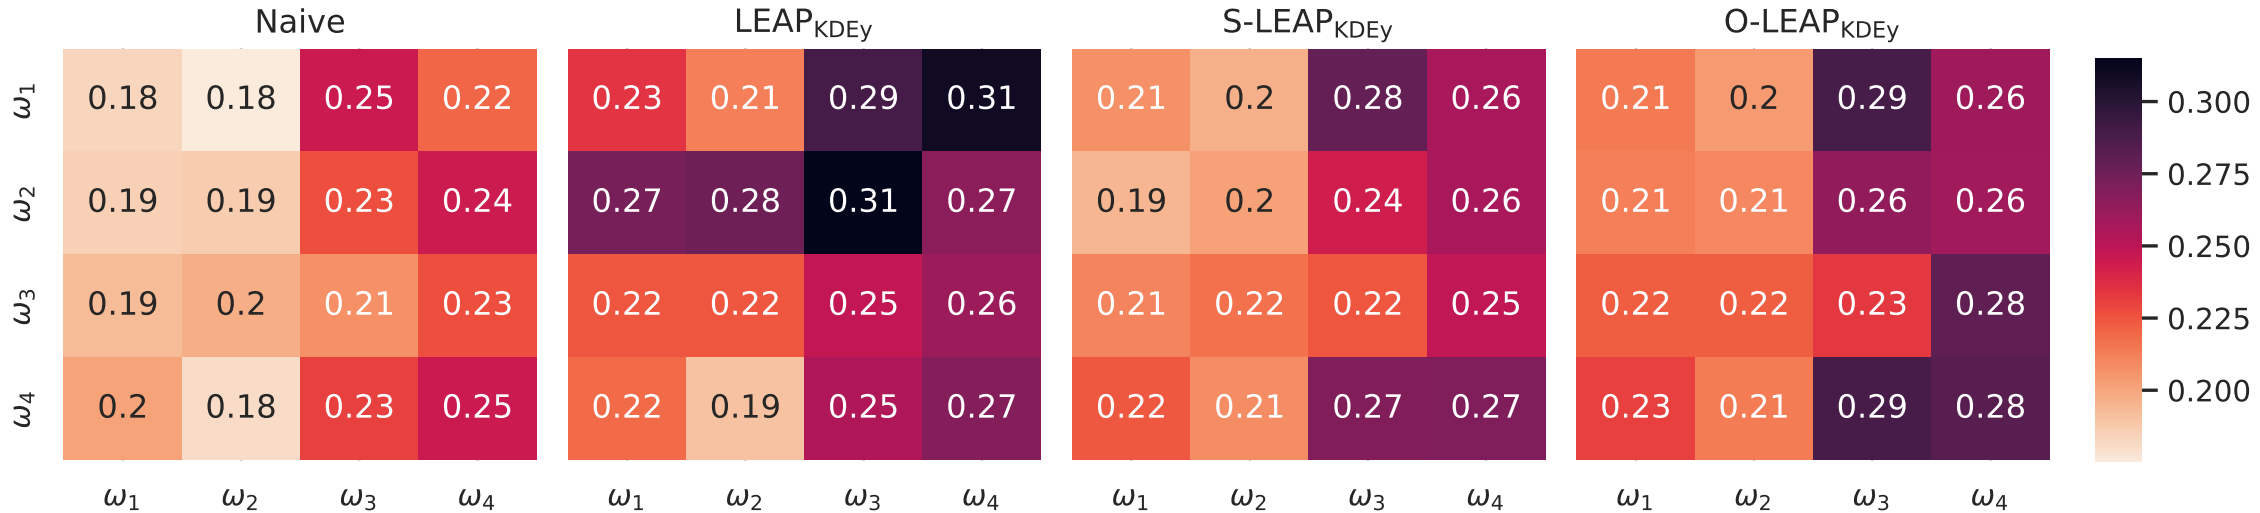 Naive LEAP_KDEy S-LEAP_KDEy O-LEAP_KDEy
ω₁ 0.18 0.18 0.25 0.22 0.23 0.21 0.29 0.31 0.21 0.2 0.28 0.26 0.21 0.2 0.29 0.26 0.300
ω₂ 0.19 0.19 0.23 0.24 0.27 0.28 0.31 0.27 0.19 0.2 0.24 0.26 0.21 0.21 0.26 0.26 0.275
0.250
ω₃ 0.19 0.2 0.21 0.23 0.22 0.22 0.25 0.26 0.21 0.22 0.22 0.25 0.22 0.22 0.23 0.28 0.225
ω₄ 0.2 0.18 0.23 0.25 0.22 0.19 0.25 0.27 0.22 0.21 0.27 0.27 0.23 0.21 0.29 0.28 0.200
ω₁ ω₂ ω₃ ω₄ ω₁ ω₂ ω₃ ω₄ ω₁ ω₂ ω₃ ω₄ ω₁ ω₂ ω₃ ω₄